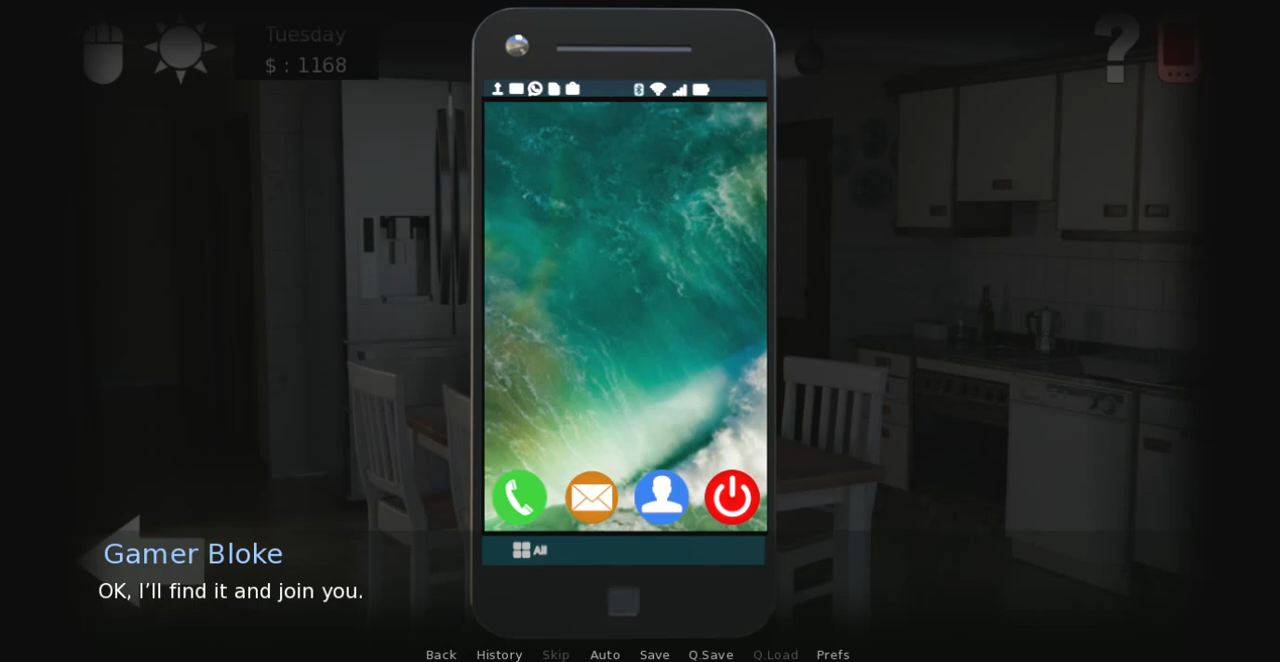 Tuesday
$ : 1168
?
All
Gamer Bloke
OK, I’ll find it and join you.
Back History Skip Auto Save Q.Save Q.Load Prefs